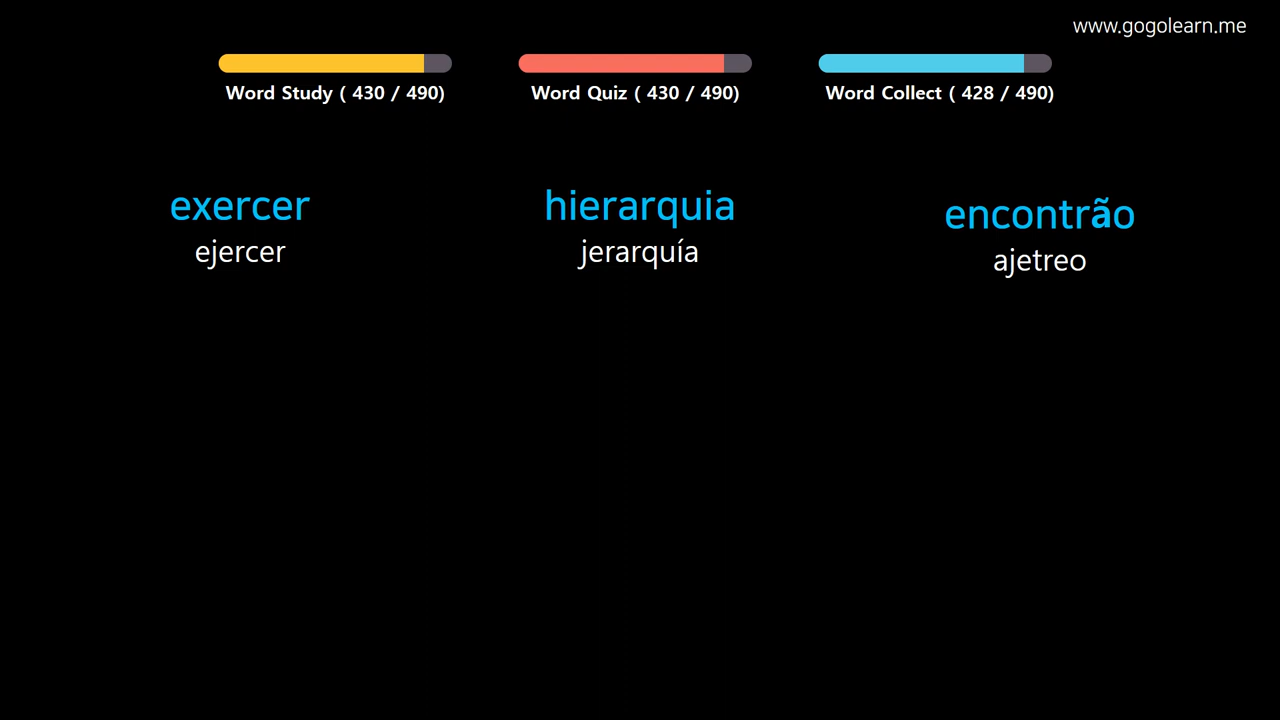 www.gogolearn.me
Word Study ( 430 / 490)
Word Quiz ( 430 / 490)
Word Collect ( 428 / 490)
exercer
ejercer
hierarquia
jerarquía
encontrão
ajetreo